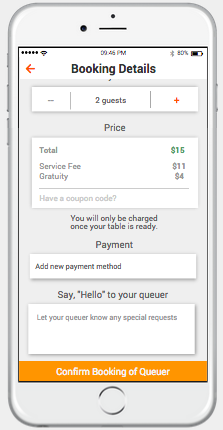 09:45 PM
80%
Booking Details
2 guests
Price
Total $15
Service Fee $11
Gratuity $4
Have a coupon code?
You will only be charged
once your table is ready.
Payment
Add new payment method
Say, "Hello" to your queuer
Let your queuer know any special requests
Confirm Booking of Queuer